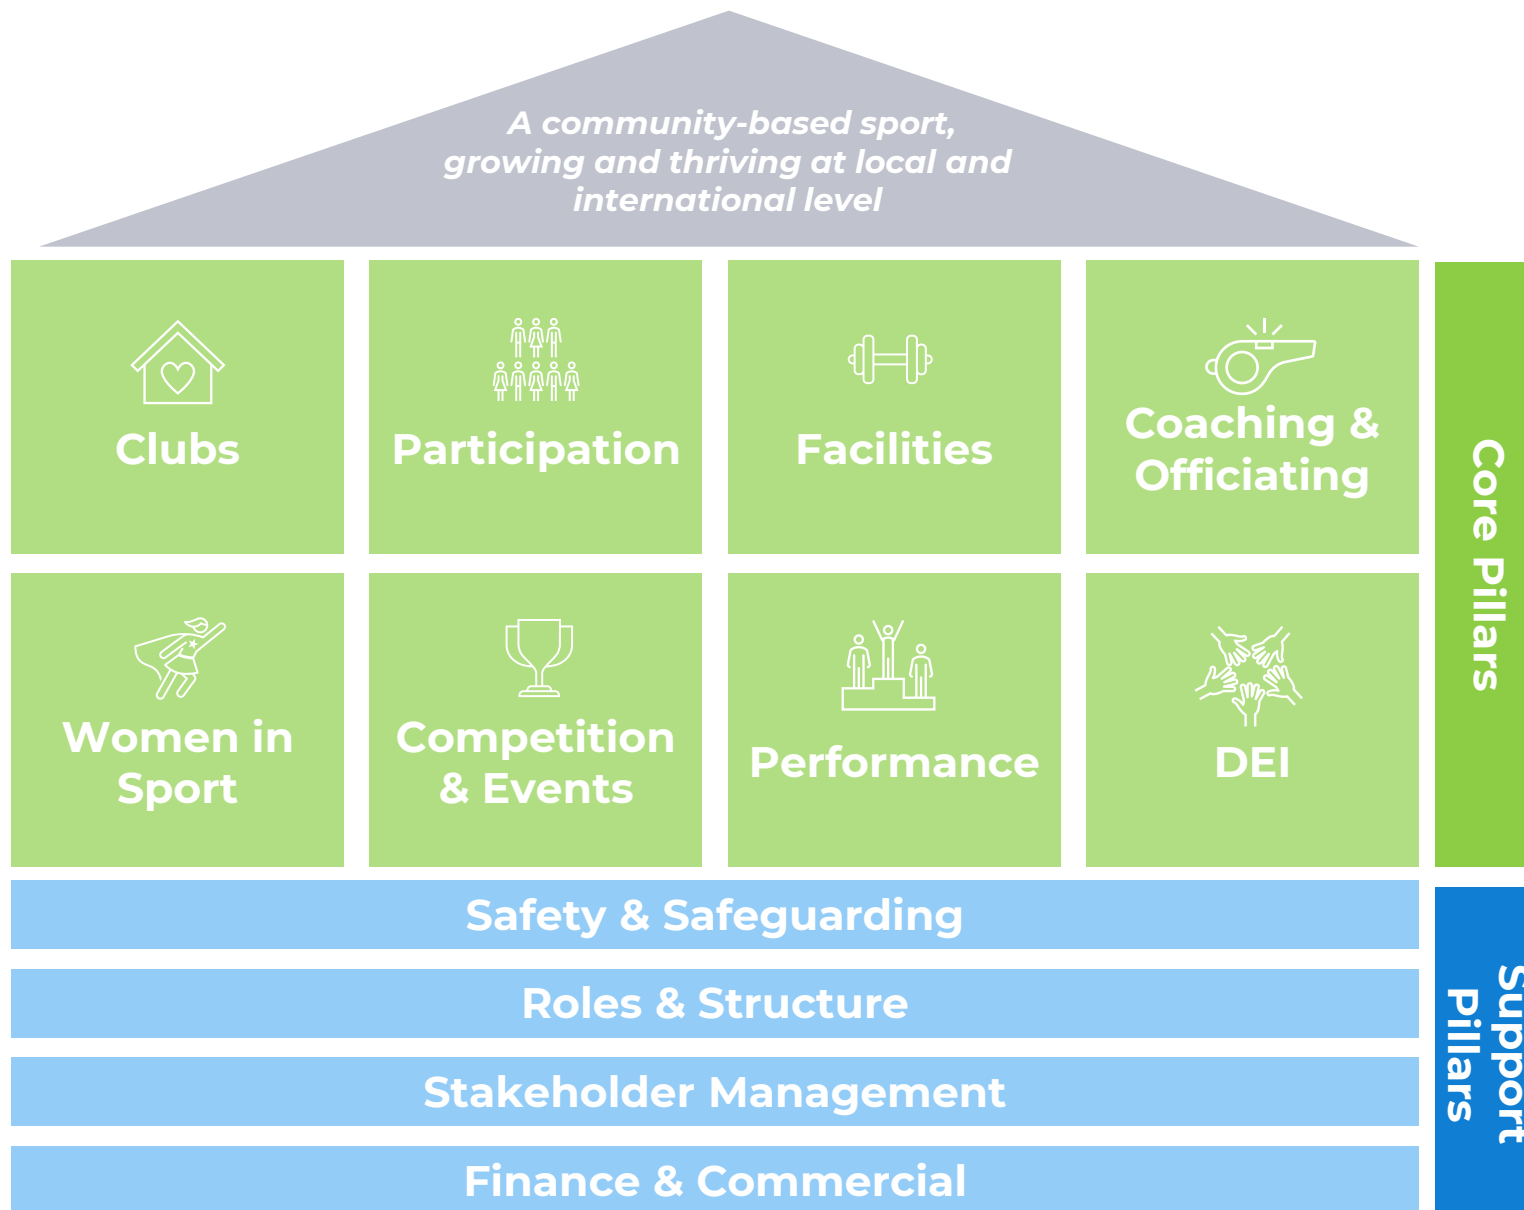 A community-based sport,
growing and thriving at local and
international level
Clubs
Participation
Facilities
Coaching &
Officiating
Core Pillars
Women in
Sport
Competition
& Events
Performance
DEI
Safety & Safeguarding
Roles & Structure
Stakeholder Management
Finance & Commercial
Support
Pillars